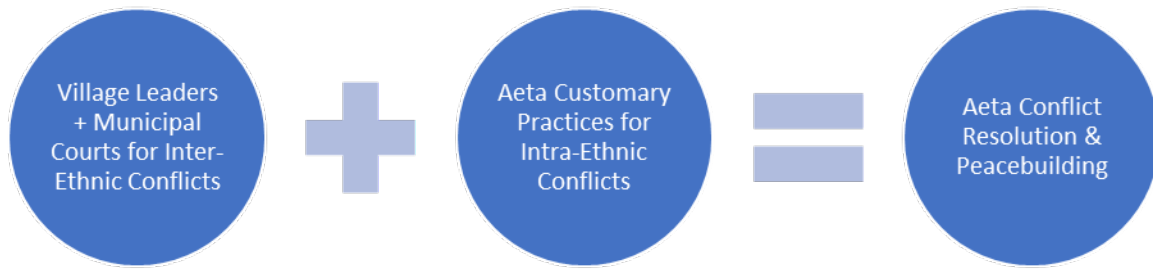 Village Leaders
+ Municipal
Courts for Inter-
Ethnic Conflicts
Aeta Customary
Practices for
Intra-Ethnic
Conflicts
Aeta Conflict
Resolution &
Peacebuilding